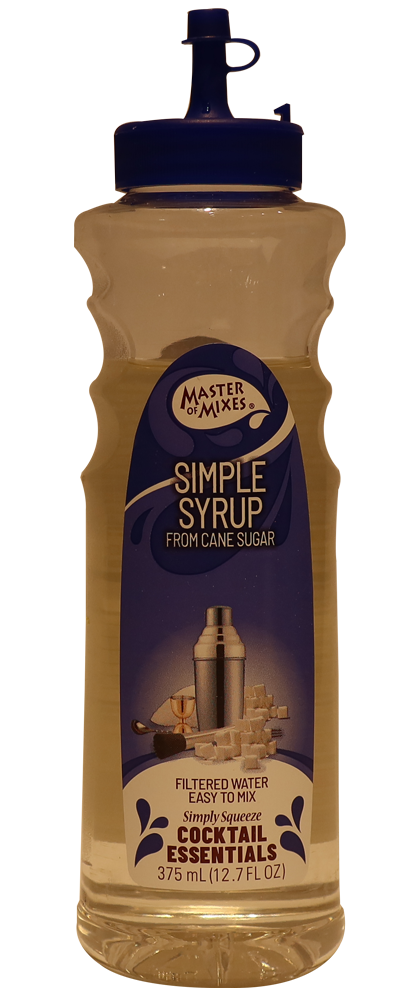 MASTER
OF MIXES®
SIMPLE
SYRUP
FROM CANE SUGAR
FILTERED WATER
EASY TO MIX
Simply Squeeze
COCKTAIL
ESSENTIALS
375 mL (12.7 FL OZ)